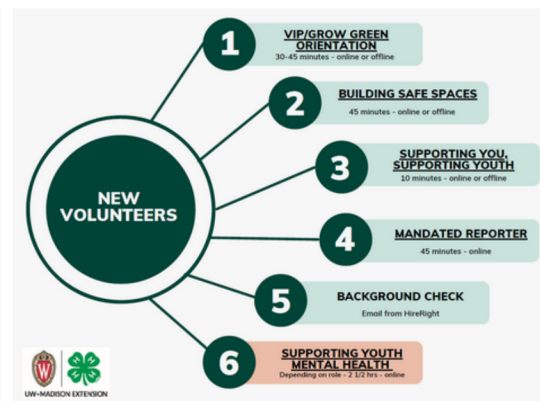 NEW
VOLUNTEERS
1
VIP/GROW GREEN
ORIENTATION
30-45 minutes - online or offline
2
BUILDING SAFE SPACES
45 minutes - online or offline
3
SUPPORTING YOU,
SUPPORTING YOUTH
10 minutes - online or offline
4
MANDATED REPORTER
45 minutes - online
5
BACKGROUND CHECK
Email from HireRight
6
SUPPORTING YOUTH
MENTAL HEALTH
Depending on role - 2 1/2 hrs - online
W
H H H H
UW-MADISON EXTENSION